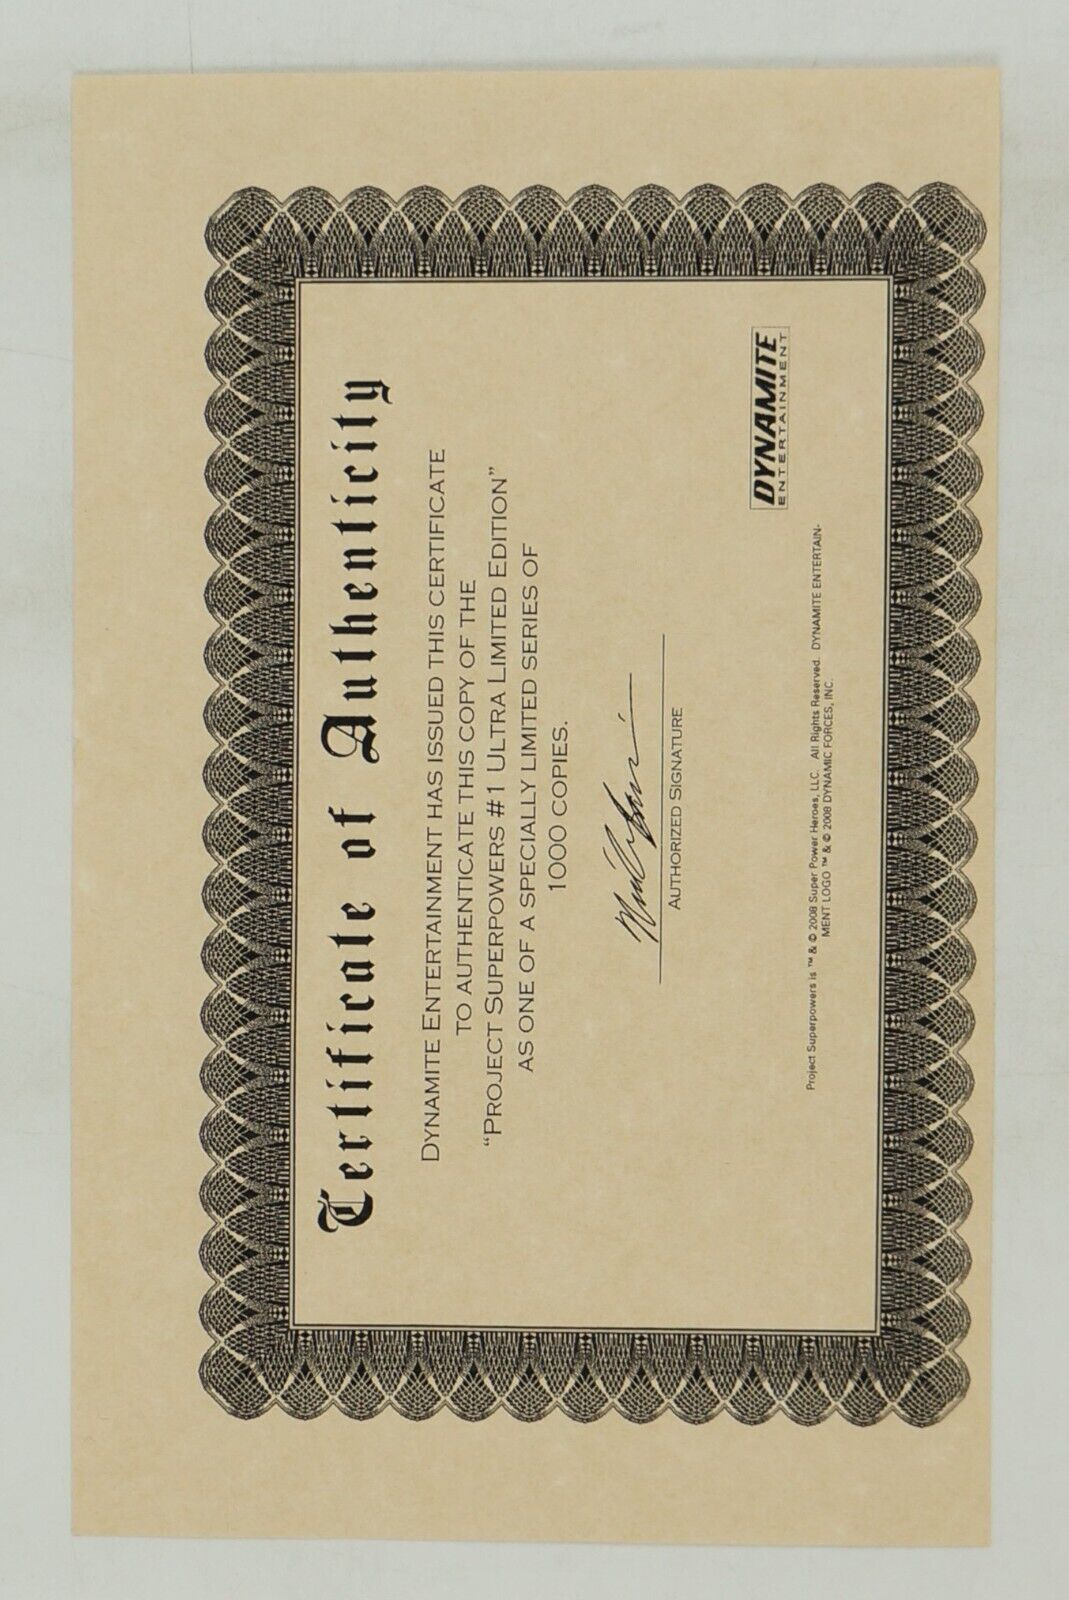 Certificate of Authenticity
DYNAMITE ENTERTAINMENT HAS ISSUED THIS CERTIFICATE
TO AUTHENTICATE THIS COPY OF THE
“PROJECT SUPERPOWERS #1 ULTRA LIMITED EDITION”
AS ONE OF A SPECIALLY LIMITED SERIES OF
1000 COPIES.
AUTHORIZED SIGNATURE
DYNAMITE
ENTERTAINMENT
Project Superpowers is ™ & © 2008 Super Power Heroes, LLC. All Rights Reserved. DYNAMITE ENTERTAIN-
MENT LOGO ™ & © 2008 DYNAMIC FORCES, INC.